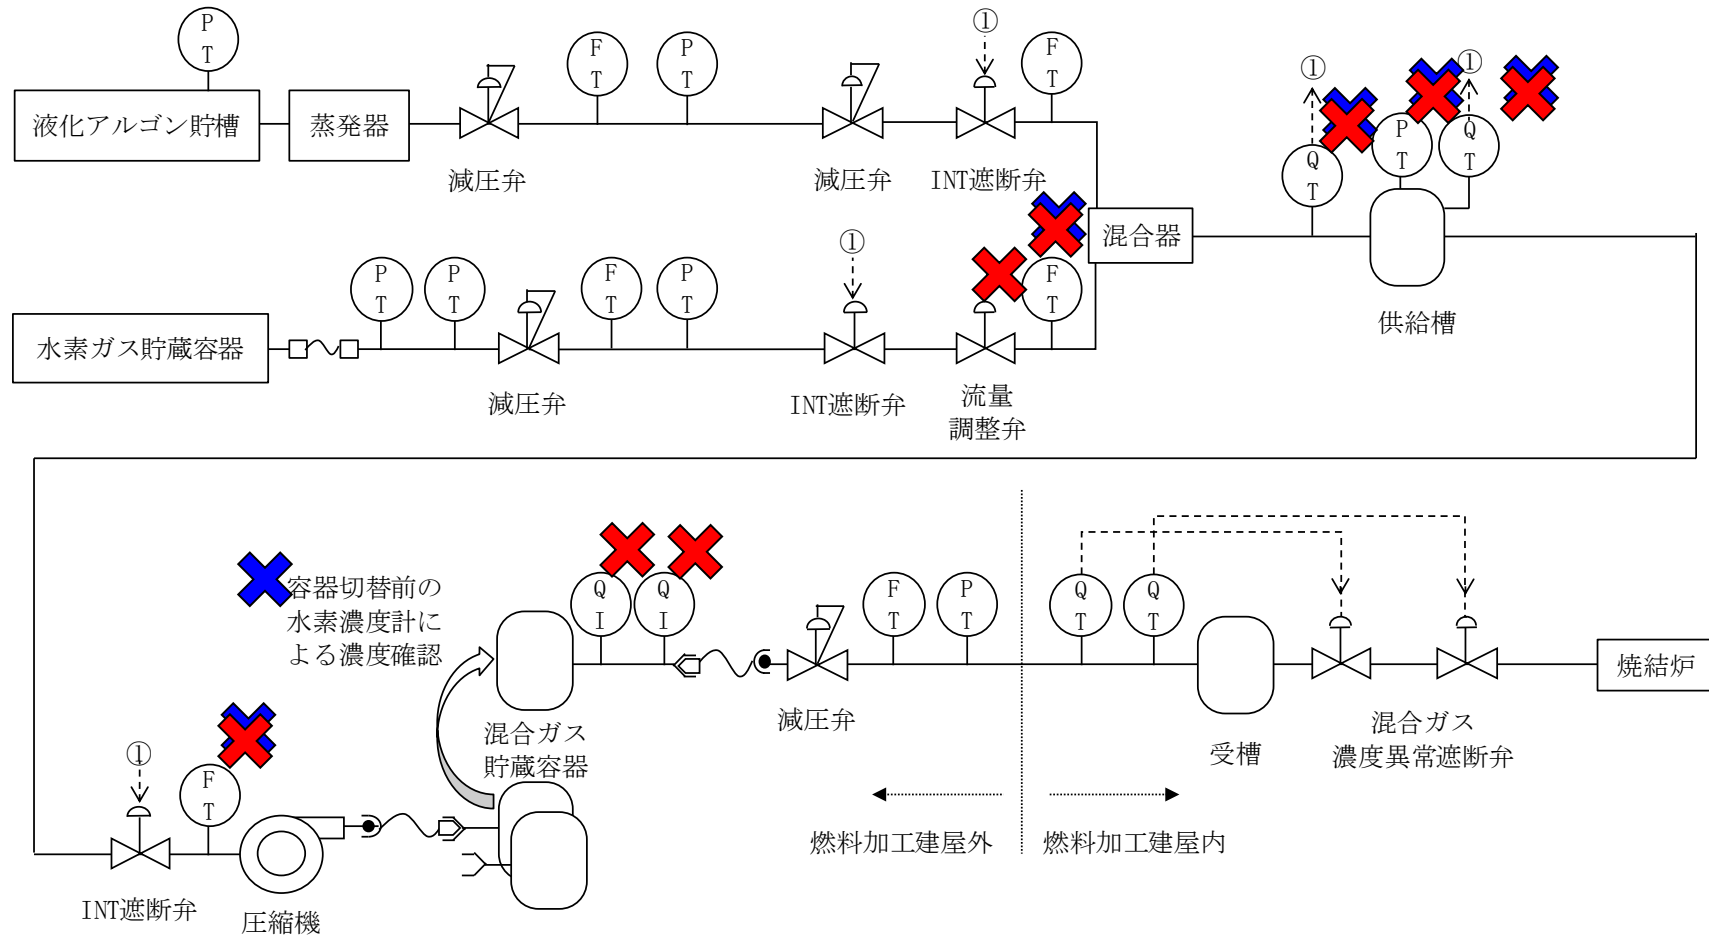 P
T
①
F
T
P
T
F
T
液化アルゴン貯槽
蒸発器
減圧弁
減圧弁
INT遮断弁
①
①
Q
T
P
T
Q
T
混合器
供給槽
①
P
T
P
T
F
T
P
T
F
T
水素ガス貯蔵容器
減圧弁
INT遮断弁
流量
調整弁
容器切替前の
水素濃度計に
よる濃度確認
Q
I
Q
I
F
T
P
T
Q
T
Q
T
焼結炉
混合ガス
貯蔵容器
減圧弁
受槽
混合ガス
濃度異常遮断弁
①
F
T
燃料加工建屋外
燃料加工建屋内
INT遮断弁
圧縮機